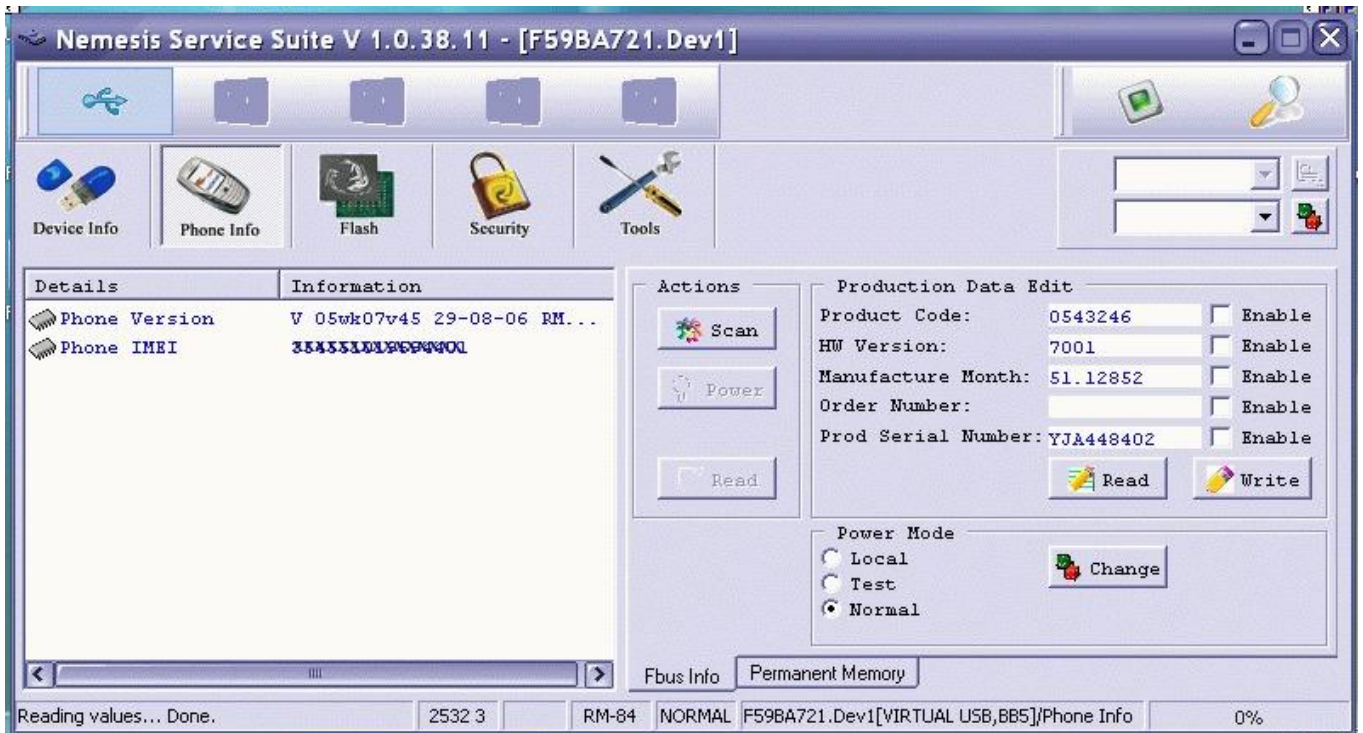 Nemesis Service Suite V 1.0.38.11 - [F59BA721.Dev1]
Device Info
Phone Info
Flash
Security
Tools
Details Information
Phone Version V 05wk07v45 29-08-06 RM...
Phone IMEI
Actions
Scan
Power
Read
Production Data Edit
Product Code: 0543246 Enable
HW Version: 7001 Enable
Manufacture Month: 51.12852 Enable
Order Number: Enable
Prod Serial Number: YJA448402 Enable
Read Write
Power Mode
Local
Test
Normal
Change
Fbus Info Permanent Memory
Reading values... Done. 2532 3 RM-84 NORMAL F59BA721.Dev1[VIRTUAL USB,BB5]/Phone Info 0%